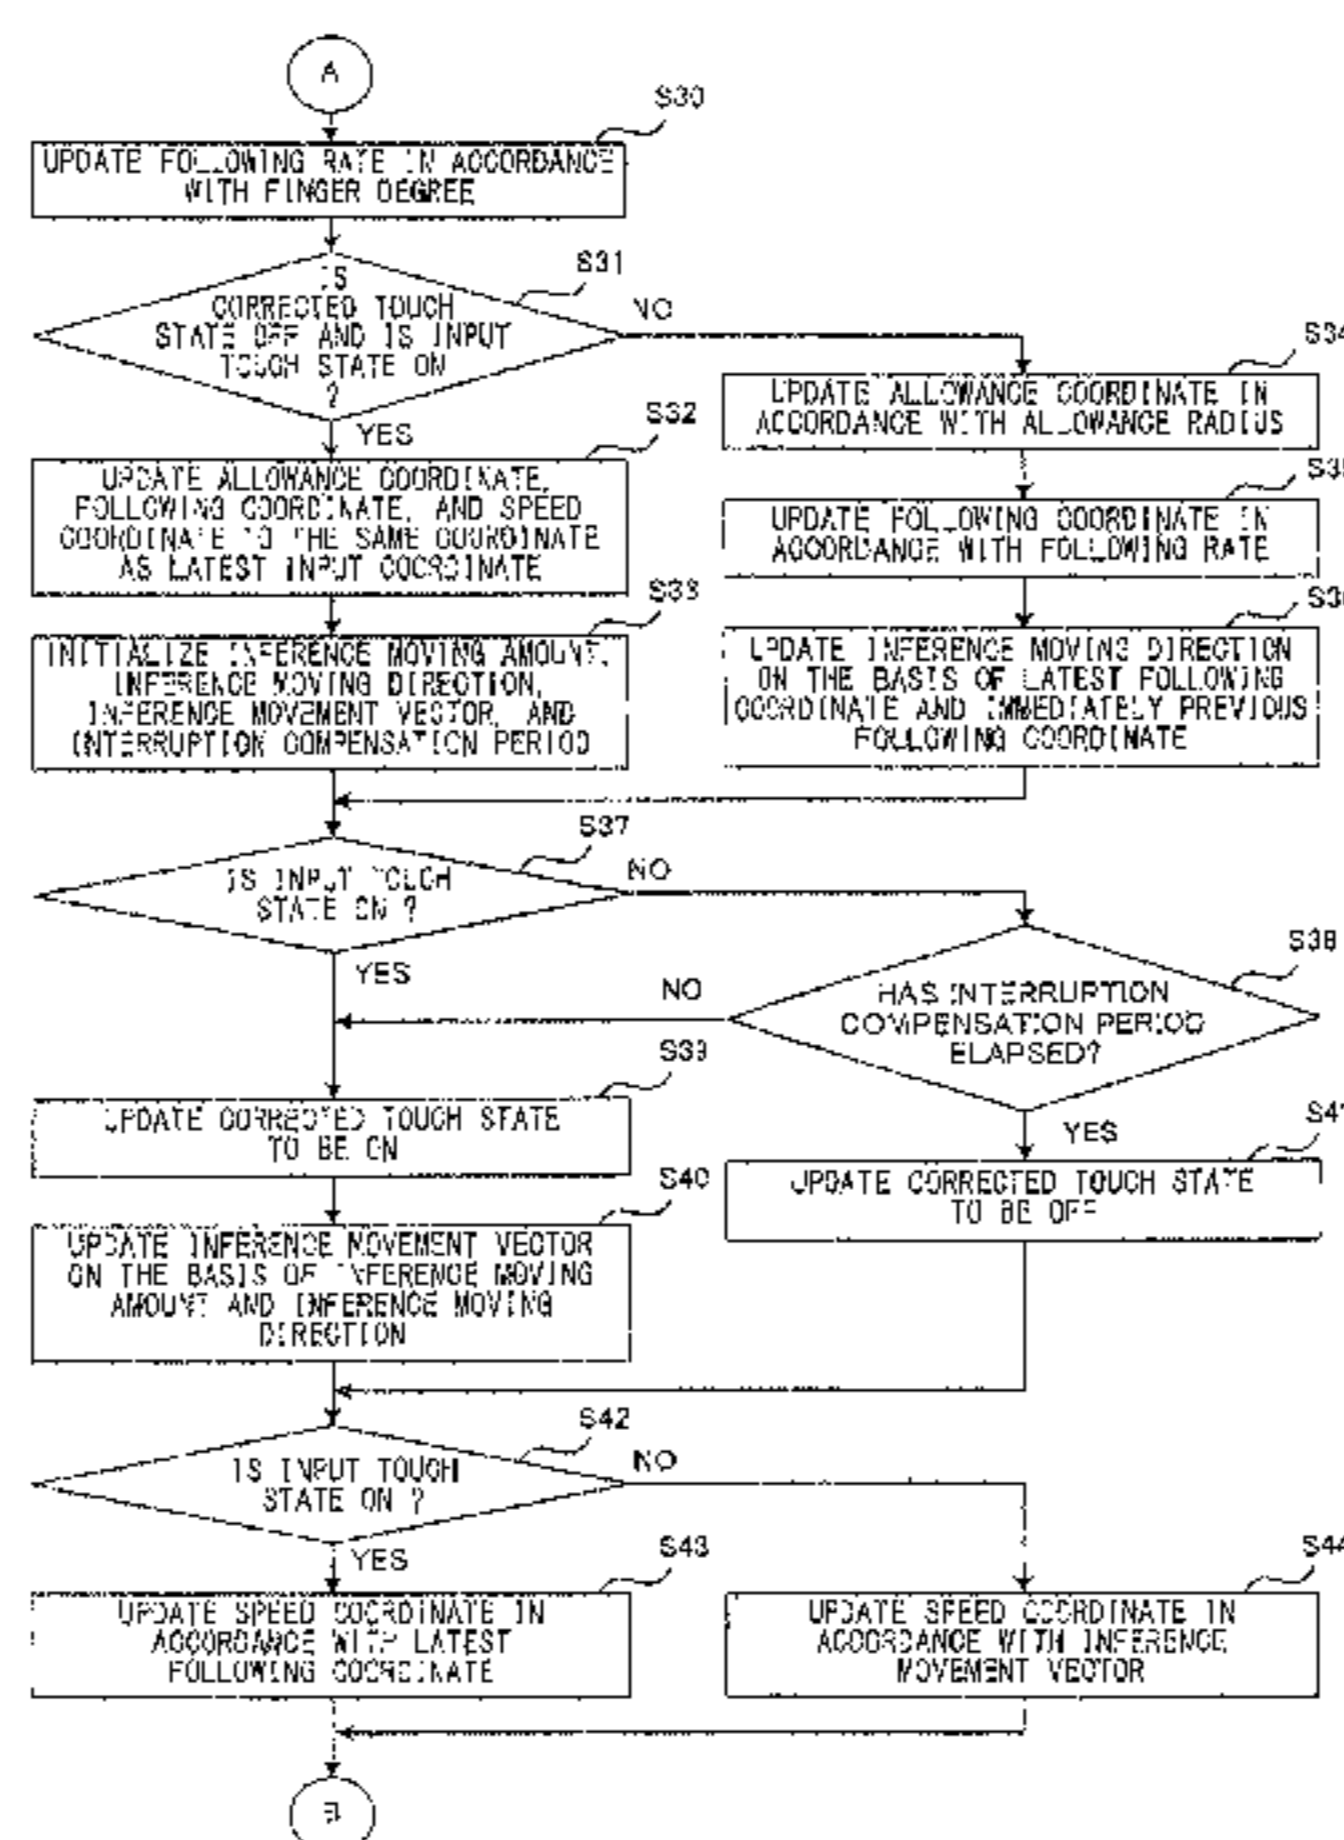 A
S30
UPDATE FOLLOWING RATE IN ACCORDANCE
WITH FINGER DEGREE
S31
IS
CORRECTED TOUCH
STATE OFF AND IS INPUT
TOUCH STATE ON
?
NO
YES
S32
UPDATE ALLOWANCE COORDINATE,
FOLLOWING COORDINATE, AND SPEED
COORDINATE TO THE SAME COORDINATE
AS LATEST INPUT COORDINATE
S33
INITIALIZE INFERENCE MOVING AMOUNT,
INFERENCE MOVING DIRECTION,
INFERENCE MOVEMENT VECTOR, AND
INTERRUPTION COMPENSATION PERIOD
S34
UPDATE ALLOWANCE COORDINATE IN
ACCORDANCE WITH ALLOWANCE RADIUS
S35
UPDATE FOLLOWING COORDINATE IN
ACCORDANCE WITH FOLLOWING RATE
S36
UPDATE INFERENCE MOVING DIRECTION
ON THE BASIS OF LATEST FOLLOWING
COORDINATE AND IMMEDIATELY PREVIOUS
FOLLOWING COORDINATE
S37
IS INPUT TOUCH
STATE ON ?
NO
YES
S38
HAS INTERRUPTION
COMPENSATION PERIOD
ELAPSED?
NO
YES
S39
UPDATE CORRECTED TOUCH STATE
TO BE ON
S40
UPDATE INFERENCE MOVEMENT VECTOR
ON THE BASIS OF INFERENCE MOVING
AMOUNT AND INFERENCE MOVING
DIRECTION
S41
UPDATE CORRECTED TOUCH STATE
TO BE OFF
S42
IS INPUT TOUCH
STATE ON ?
NO
YES
S43
UPDATE SPEED COORDINATE IN
ACCORDANCE WITH LATEST
FOLLOWING COORDINATE
S44
UPDATE SPEED COORDINATE IN
ACCORDANCE WITH INFERENCE
MOVEMENT VECTOR
B